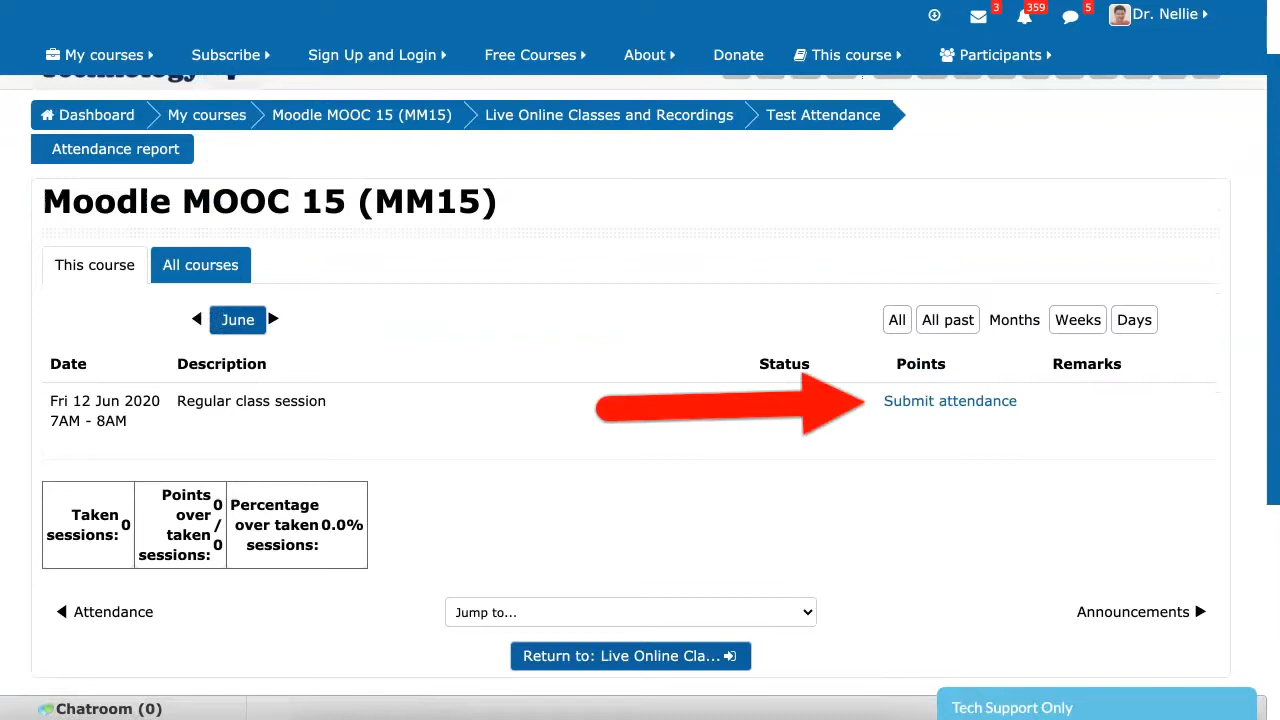 3 359 5 Dr. Nellie
My courses Subscribe Sign Up and Login Free Courses About Donate This course Participants
Dashboard My courses Moodle MOOC 15 (MM15) Live Online Classes and Recordings Test Attendance
Attendance report
Moodle MOOC 15 (MM15)
This course All courses
June All All past Months Weeks Days
Date Description Status Points Remarks
Fri 12 Jun 2020 Regular class session Submit attendance
7AM - 8AM
Taken sessions: 0
Points over taken sessions: 0 / 0
Percentage over taken sessions: 0.0%
Attendance Jump to... Announcements
Return to: Live Online Cla...
Chatroom (0) Tech Support Only